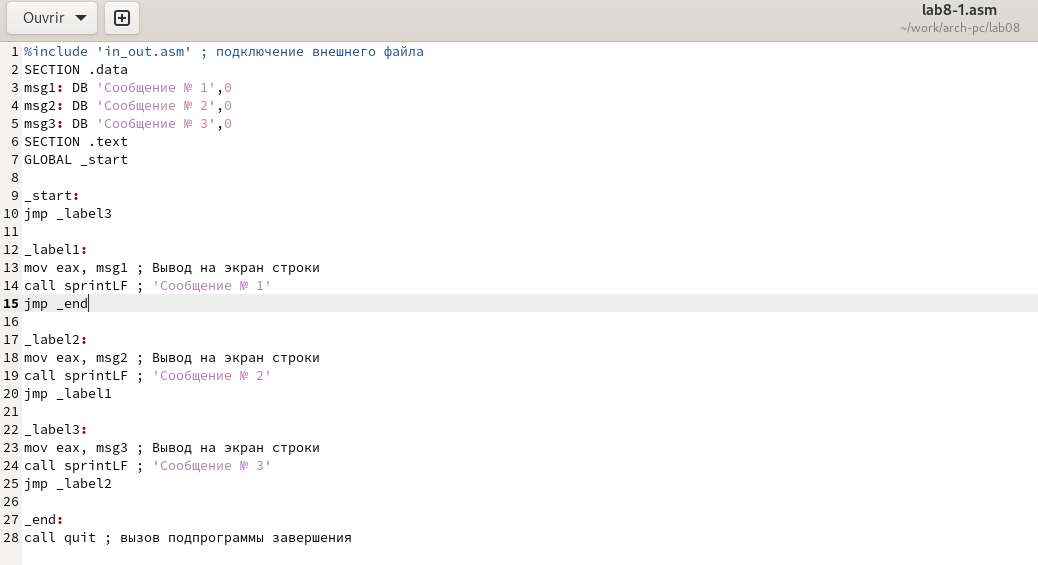 Ouvrir
lab8-1.asm
~/work/arch-pc/lab08
1 %include 'in_out.asm' ; подключение внешнего файла
2 SECTION .data
3 msg1: DB 'Сообщение № 1',0
4 msg2: DB 'Сообщение № 2',0
5 msg3: DB 'Сообщение № 3',0
6 SECTION .text
7 GLOBAL _start
8
9 _start:
10 jmp _label3
11
12 _label1:
13 mov eax, msg1 ; Вывод на экран строки
14 call sprintLF ; 'Сообщение № 1'
15 jmp _end
16
17 _label2:
18 mov eax, msg2 ; Вывод на экран строки
19 call sprintLF ; 'Сообщение № 2'
20 jmp _label1
21
22 _label3:
23 mov eax, msg3 ; Вывод на экран строки
24 call sprintLF ; 'Сообщение № 3'
25 jmp _label2
26
27 _end:
28 call quit ; вызов подпрограммы завершения